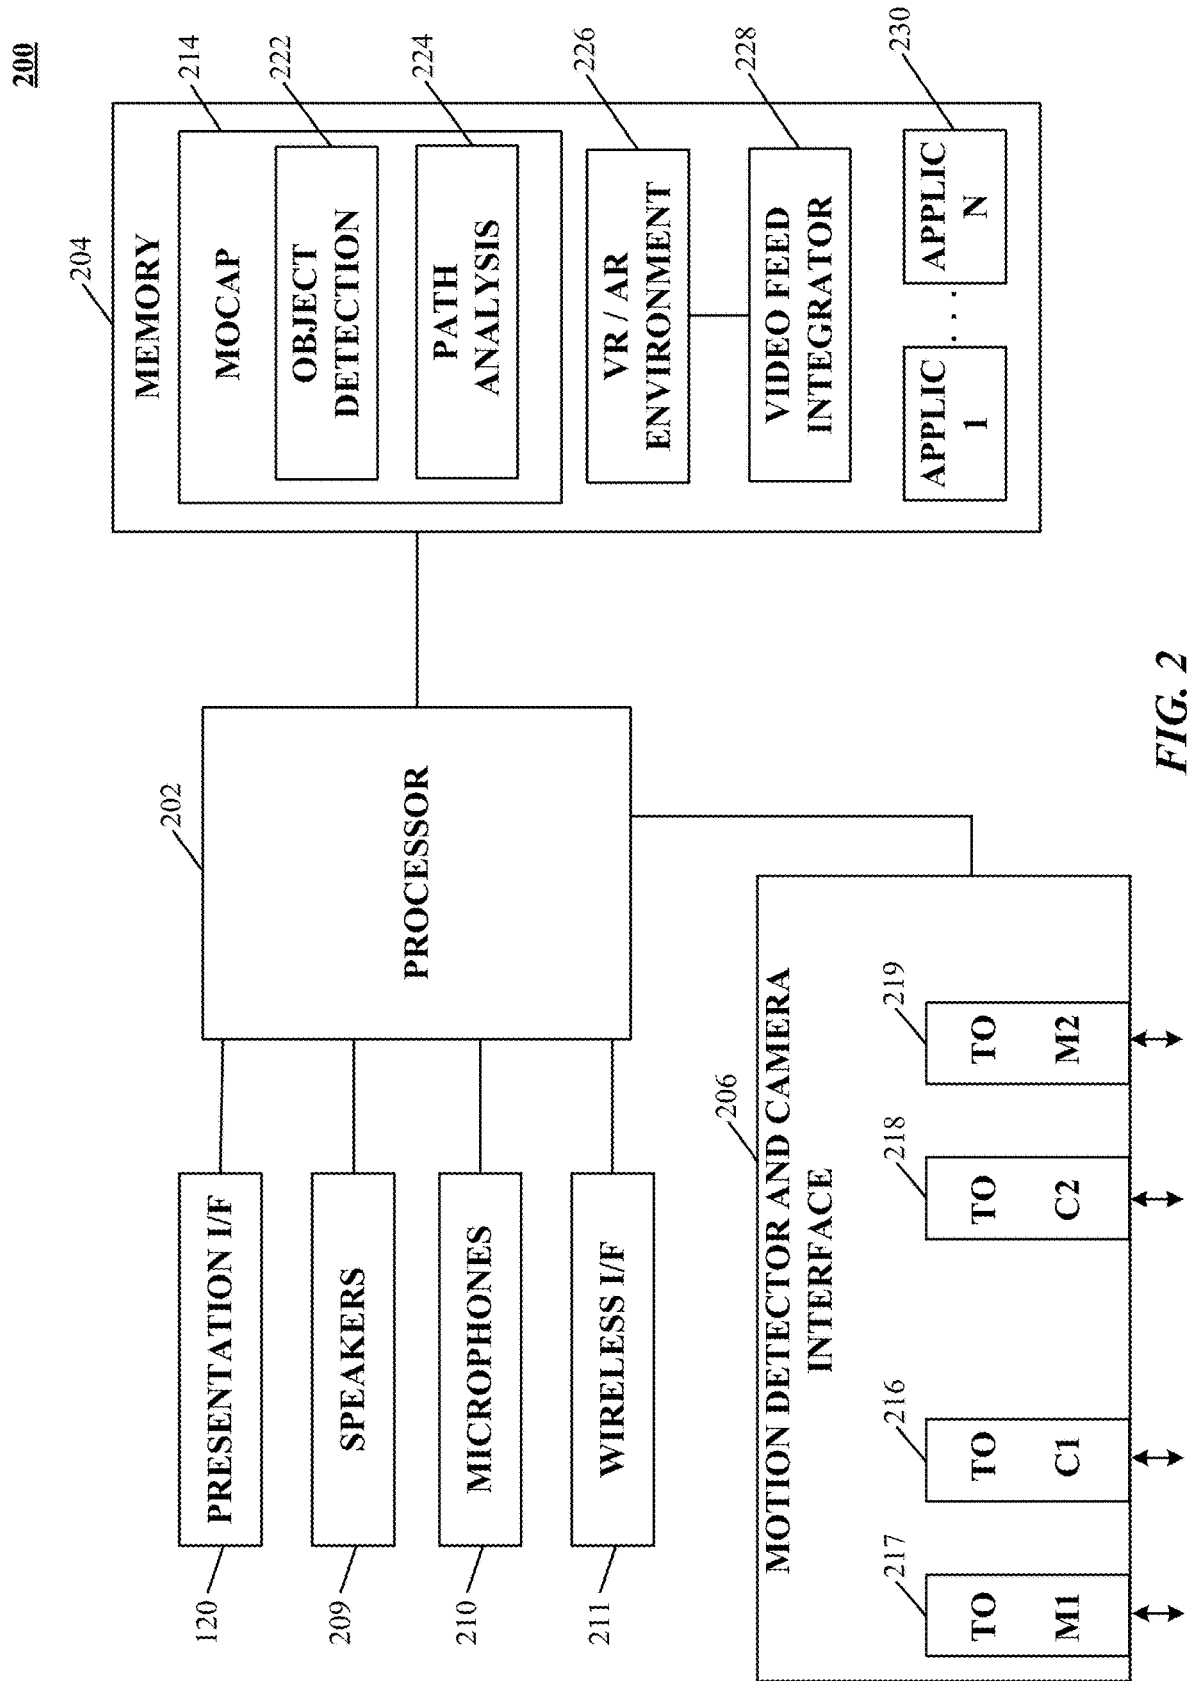 200
204
MEMORY
214
MOCAP
222
OBJECT
DETECTION
224
PATH
ANALYSIS
226
VR / AR
ENVIRONMENT
228
VIDEO FEED
INTEGRATOR
230
APPLIC
1
. . . .
APPLIC
N
202
PROCESSOR
120
PRESENTATION I/F
209
SPEAKERS
210
MICROPHONES
211
WIRELESS I/F
206
MOTION DETECTOR AND CAMERA
INTERFACE
217
TO
M1
216
TO
C1
218
TO
C2
219
TO
M2
FIG. 2